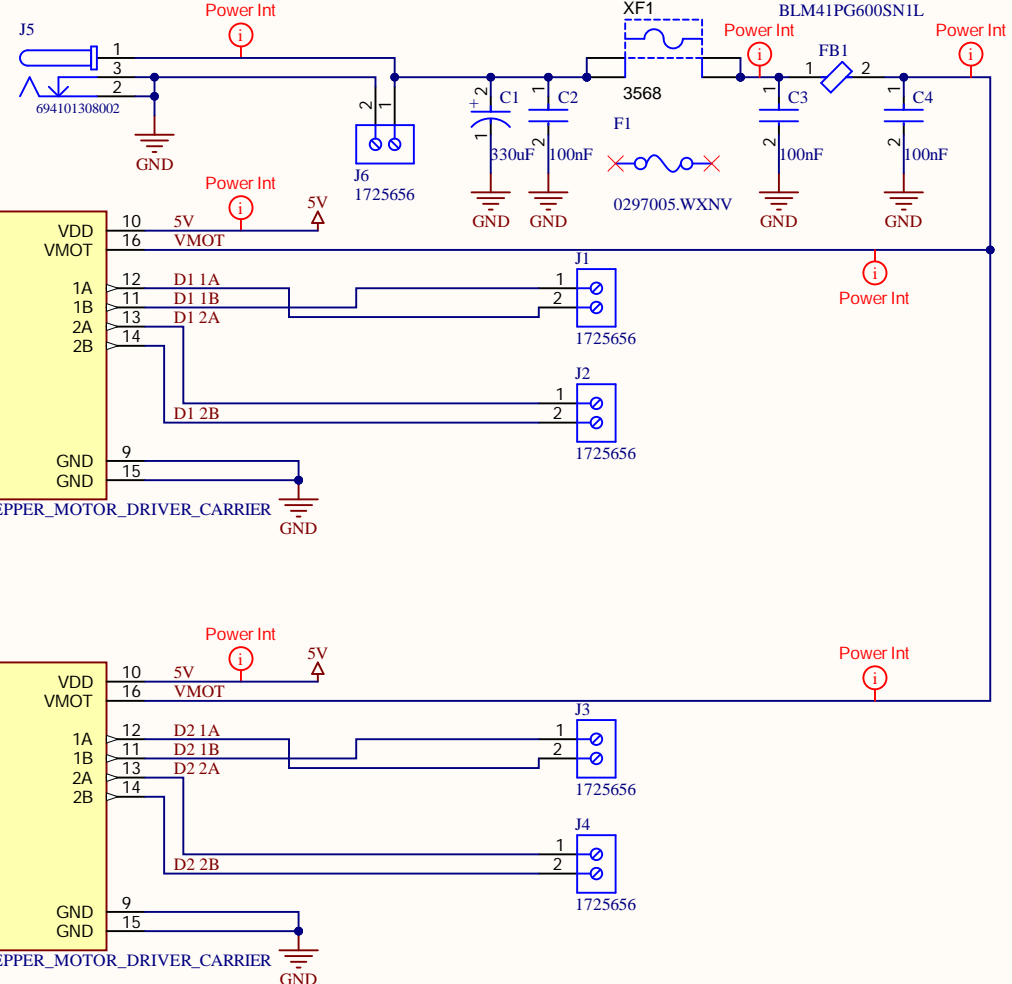 XF1
BLM41PG600SN1L
Power Int
i
J5
Power Int
i
Power Int
i
FB1
1
3
2
694101308002
GND
2
1
J6
1725656
+
2
C1
1
330uF
GND
1
C2
2
100nF
GND
3568
F1
0297005.WXNV
1
C3
2
100nF
GND
1
2
1
C4
2
100nF
GND
Power Int
i
5V
VDD
10
5V
VMOT
16
VMOT
i
Power Int
1A
12
D1 1A
1B
11
D1 1B
2A
13
D1 2A
2B
14
J1
1
2
1725656
J2
1
2
D1 2B
1725656
GND
9
GND
15
EPPER_MOTOR_DRIVER_CARRIER
GND
Power Int
i
5V
Power Int
i
VDD
10
5V
VMOT
16
VMOT
1A
12
D2 1A
1B
11
D2 1B
2A
13
D2 2A
2B
14
J3
1
2
1725656
J4
1
2
D2 2B
1725656
GND
9
GND
15
EPPER_MOTOR_DRIVER_CARRIER
GND